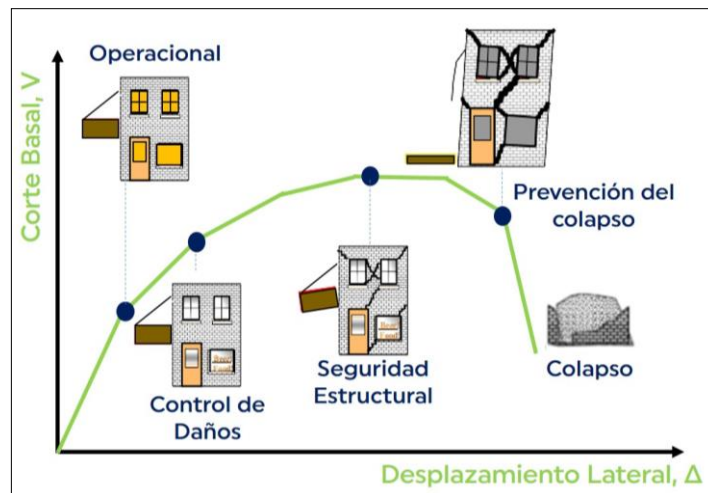 Operacional
Corte Basal, V
Prevención del
colapso
Control de
Daños
Seguridad
Estructural
Colapso
Desplazamiento Lateral, Δ